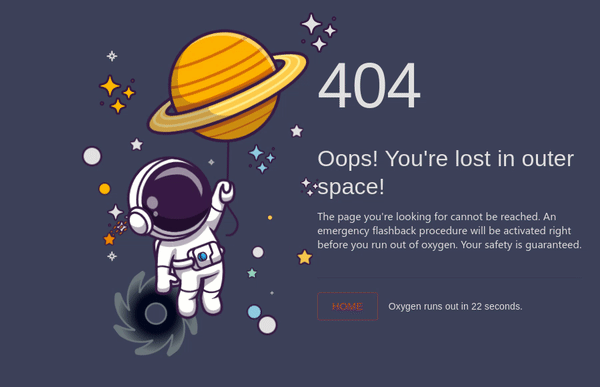 404
Oops! You're lost in outer
space!
The page you're looking for cannot be reached. An
emergency flashback procedure will be activated right
before you run out of oxygen. Your safety is guaranteed.
HOME
Oxygen runs out in 22 seconds.